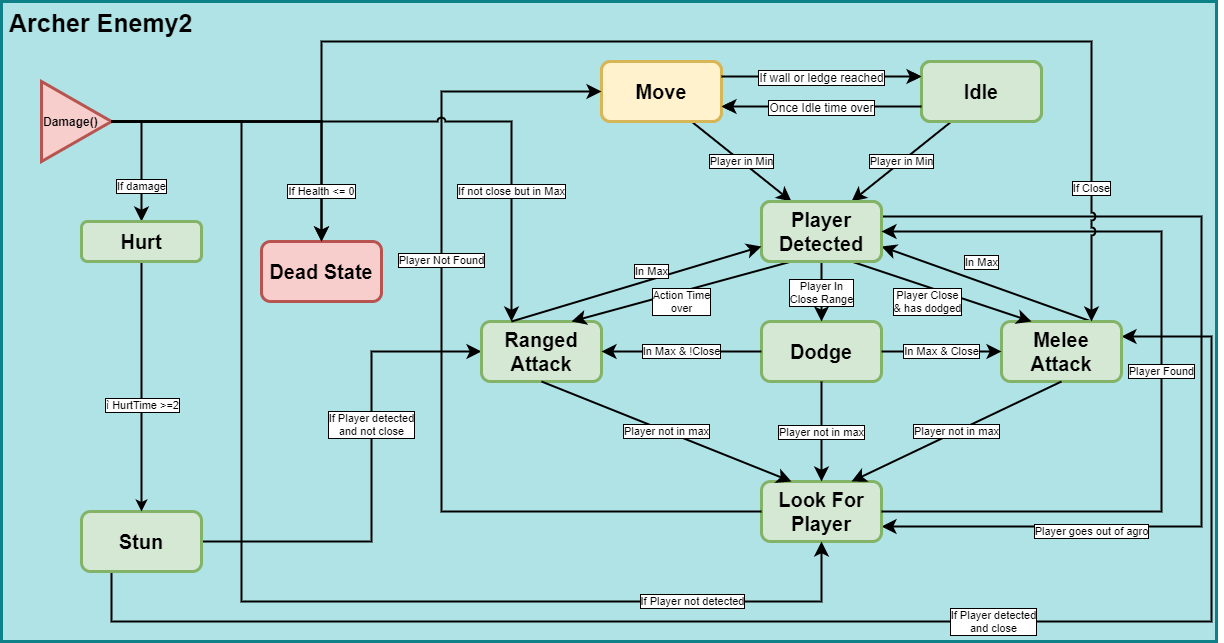 Archer Enemy2
Move
If wall or ledge reached
Idle
Once Idle time over
Damage()
If damage
If Health <= 0
If not close but in Max
Player in Min
Player in Min
If Close
Hurt
Dead State
Player
Detected
Player Not Found
In Max
In Max
Action Time
over
Player In
Close Range
Player Close
& has dodged
Ranged
Attack
In Max & !Close
Dodge
In Max & Close
Melee
Attack
Player Found
i HurtTime >=2
If Player detected
and not close
Player not in max
Player not in max
Player not in max
Look For
Player
Player goes out of agro
Stun
If Player not detected
If Player detected
and close